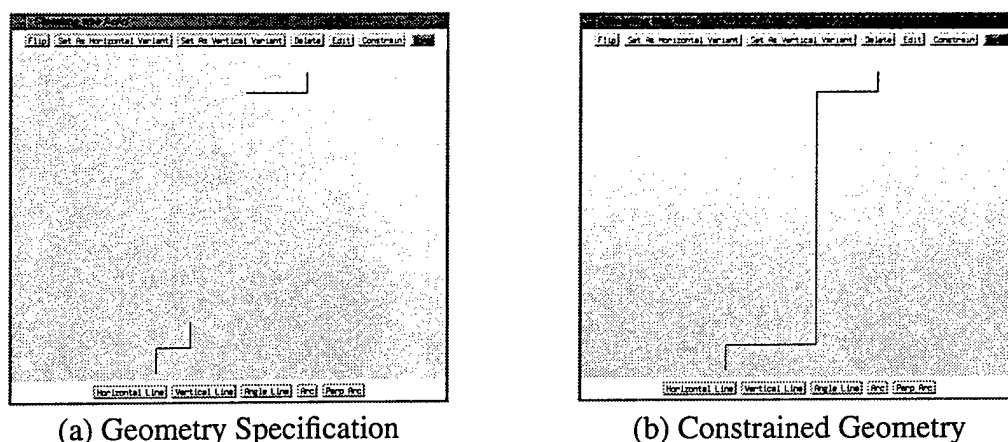 Flip Set As Horizontal Variant Set As Vertical Variant Delete Edit Constrain
Horizontal Line Vertical Line Angle Line Arc Perp Arc
(a) Geometry Specification
Flip Set As Horizontal Variant Set As Vertical Variant Delete Edit Constrain
Horizontal Line Vertical Line Angle Line Arc Perp Arc
(b) Constrained Geometry